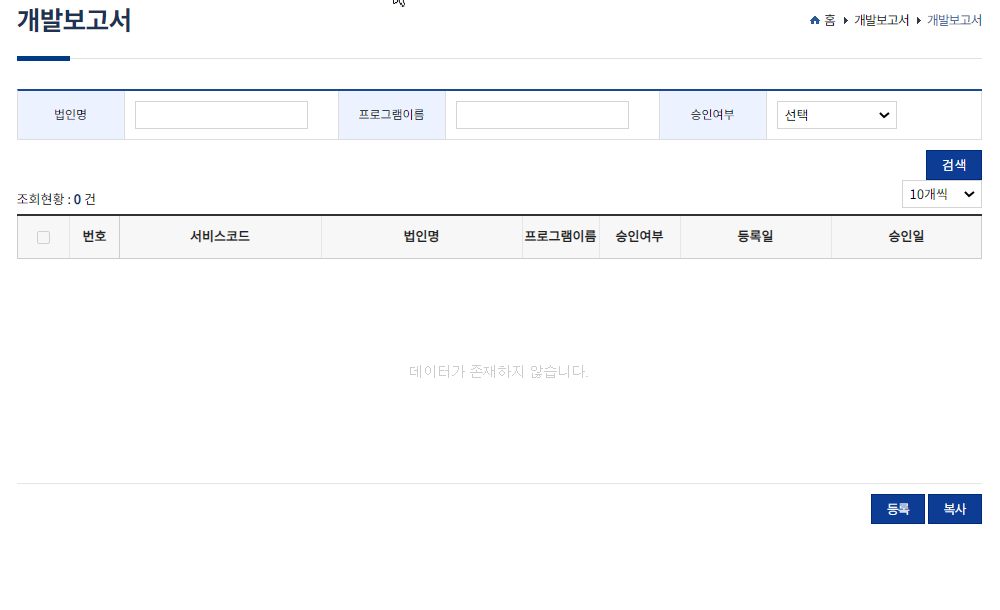 개발보고서
홈 개발보고서 개발보고서
법인명 프로그램이름 승인여부 선택
검색
조회현황 : 0 건
10개씩
번호 서비스코드 법인명 프로그램이름 승인여부 등록일 승인일
데이터가 존재하지 않습니다.
등록 복사